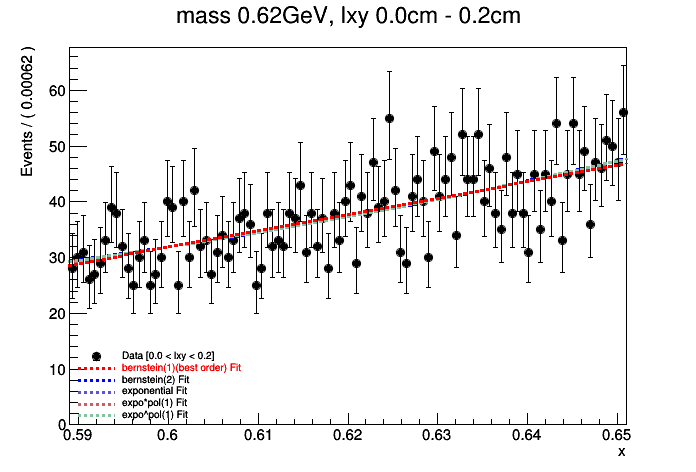 mass 0.62GeV, lxy 0.0cm - 0.2cm
Events / ( 0.00062 )
60
50
40
30
20
10
0
Data [0.0 < lxy < 0.2]
bernstein(1)(best order) Fit
bernstein(2) Fit
exponential Fit
expo*pol(1) Fit
expo^pol(1) Fit
0.59 0.6 0.61 0.62 0.63 0.64 0.65
x